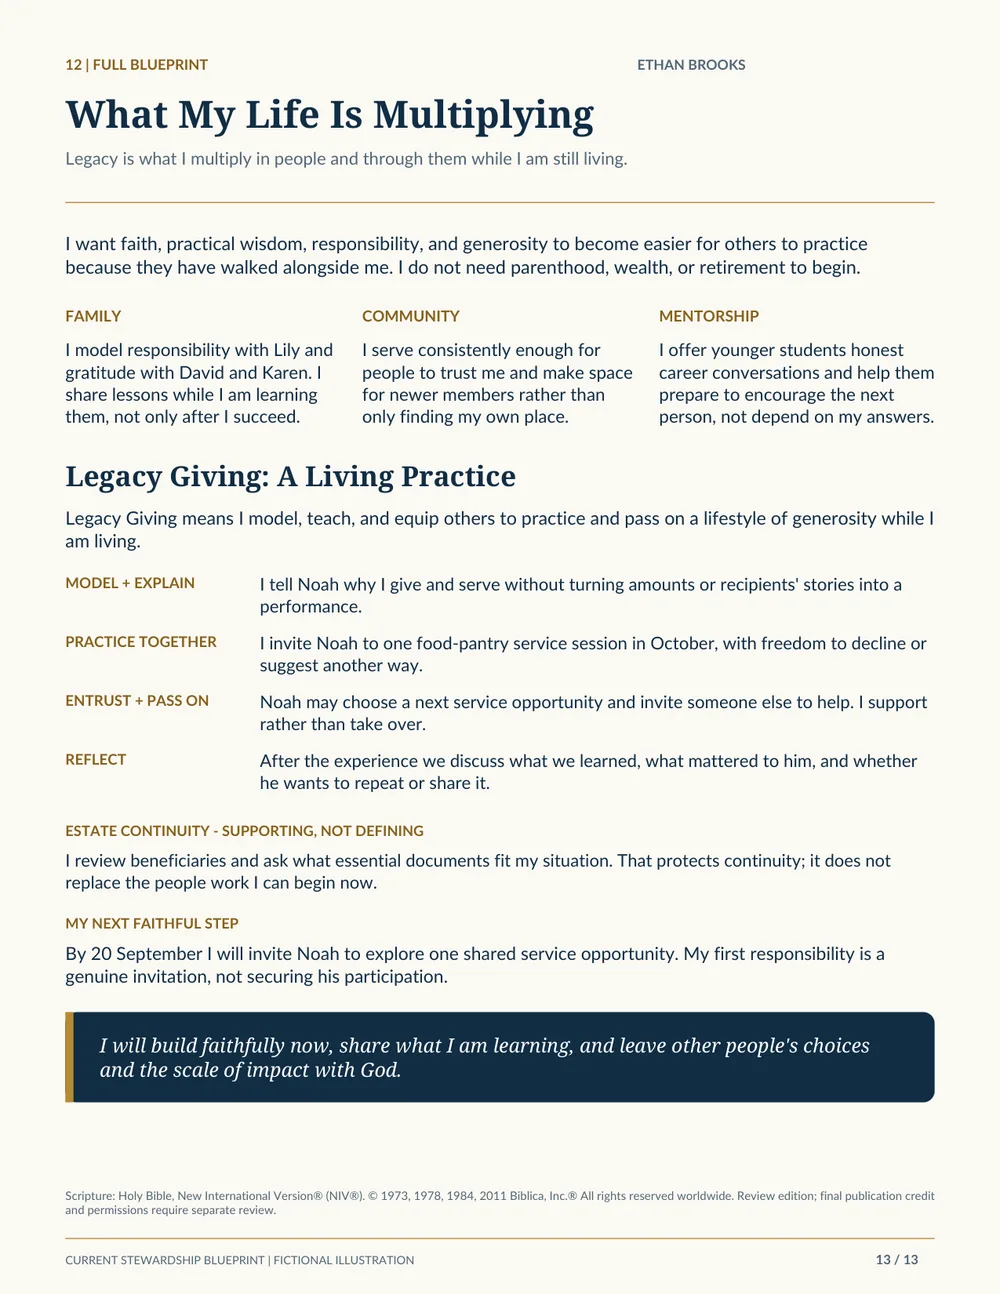 12 | FULL BLUEPRINT
ETHAN BROOKS
What My Life Is Multiplying
Legacy is what I multiply in people and through them while I am still living.
I want faith, practical wisdom, responsibility, and generosity to become easier for others to practice
because they have walked alongside me. I do not need parenthood, wealth, or retirement to begin.
FAMILY
I model responsibility with Lily and
gratitude with David and Karen. I
share lessons while I am learning
them, not only after I succeed.
COMMUNITY
I serve consistently enough for
people to trust me and make space
for newer members rather than
only finding my own place.
MENTORSHIP
I offer younger students honest
career conversations and help them
prepare to encourage the next
person, not depend on my answers.
Legacy Giving: A Living Practice
Legacy Giving means I model, teach, and equip others to practice and pass on a lifestyle of generosity while I
am living.
MODEL + EXPLAIN
I tell Noah why I give and serve without turning amounts or recipients' stories into a
performance.
PRACTICE TOGETHER
I invite Noah to one food-pantry service session in October, with freedom to decline or
suggest another way.
ENTRUST + PASS ON
Noah may choose a next service opportunity and invite someone else to help. I support
rather than take over.
REFLECT
After the experience we discuss what we learned, what mattered to him, and whether
he wants to repeat or share it.
ESTATE CONTINUITY - SUPPORTING, NOT DEFINING
I review beneficiaries and ask what essential documents fit my situation. That protects continuity; it does not
replace the people work I can begin now.
MY NEXT FAITHFUL STEP
By 20 September I will invite Noah to explore one shared service opportunity. My first responsibility is a
genuine invitation, not securing his participation.
I will build faithfully now, share what I am learning, and leave other people's choices
and the scale of impact with God.
Scripture: Holy Bible, New International Version® (NIV®). © 1973, 1978, 1984, 2011 Biblica, Inc.® All rights reserved worldwide. Review edition; final publication credit
and permissions require separate review.
CURRENT STEWARDSHIP BLUEPRINT | FICTIONAL ILLUSTRATION
13 / 13